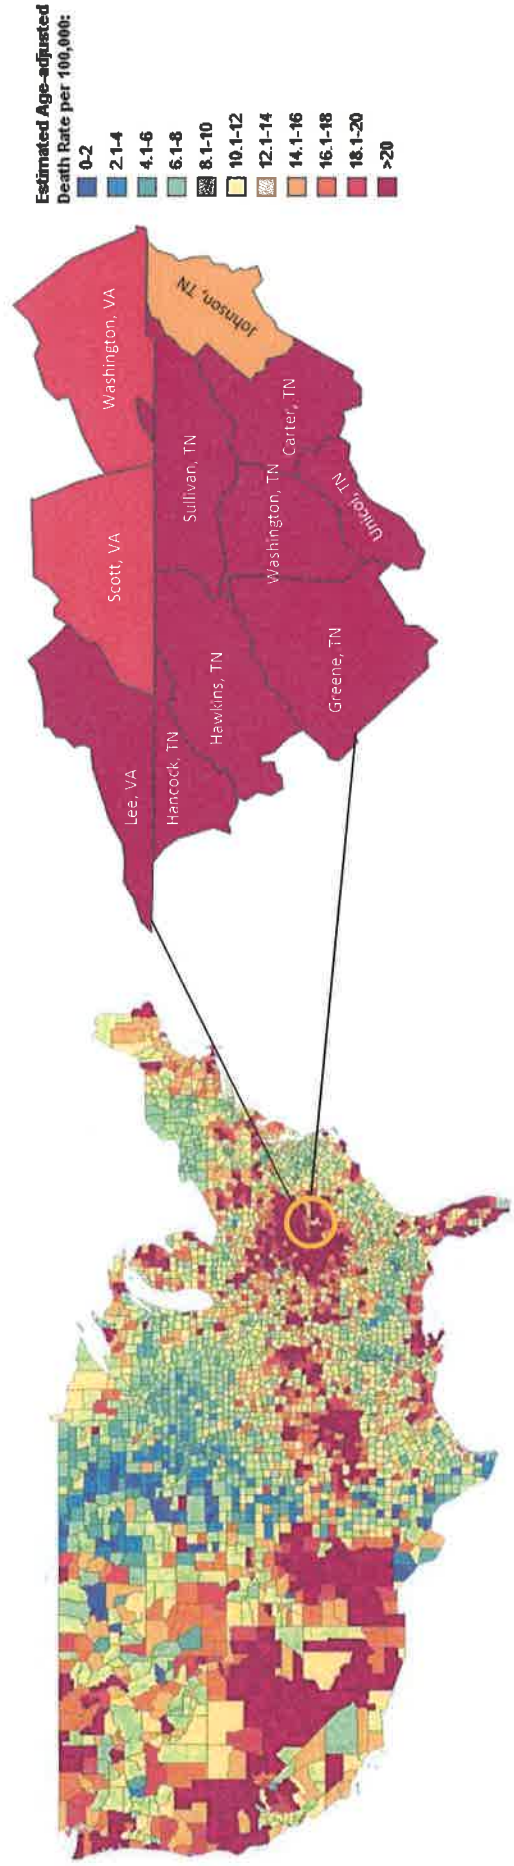 Estimated Age-adjusted
Death Rate per 100,000:
0-2
2.1-4
4.1-6
6.1-8
8.1-10
10.1-12
12.1-14
14.1-16
16.1-18
18.1-20
>20
Washington, VA
Scott, VA
Lee, VA
Johnson, TN
Sullivan, TN
Carter, TN
Washington, TN
Unicoi, TN
Hawkins, TN
Hancock, TN
Greene, TN